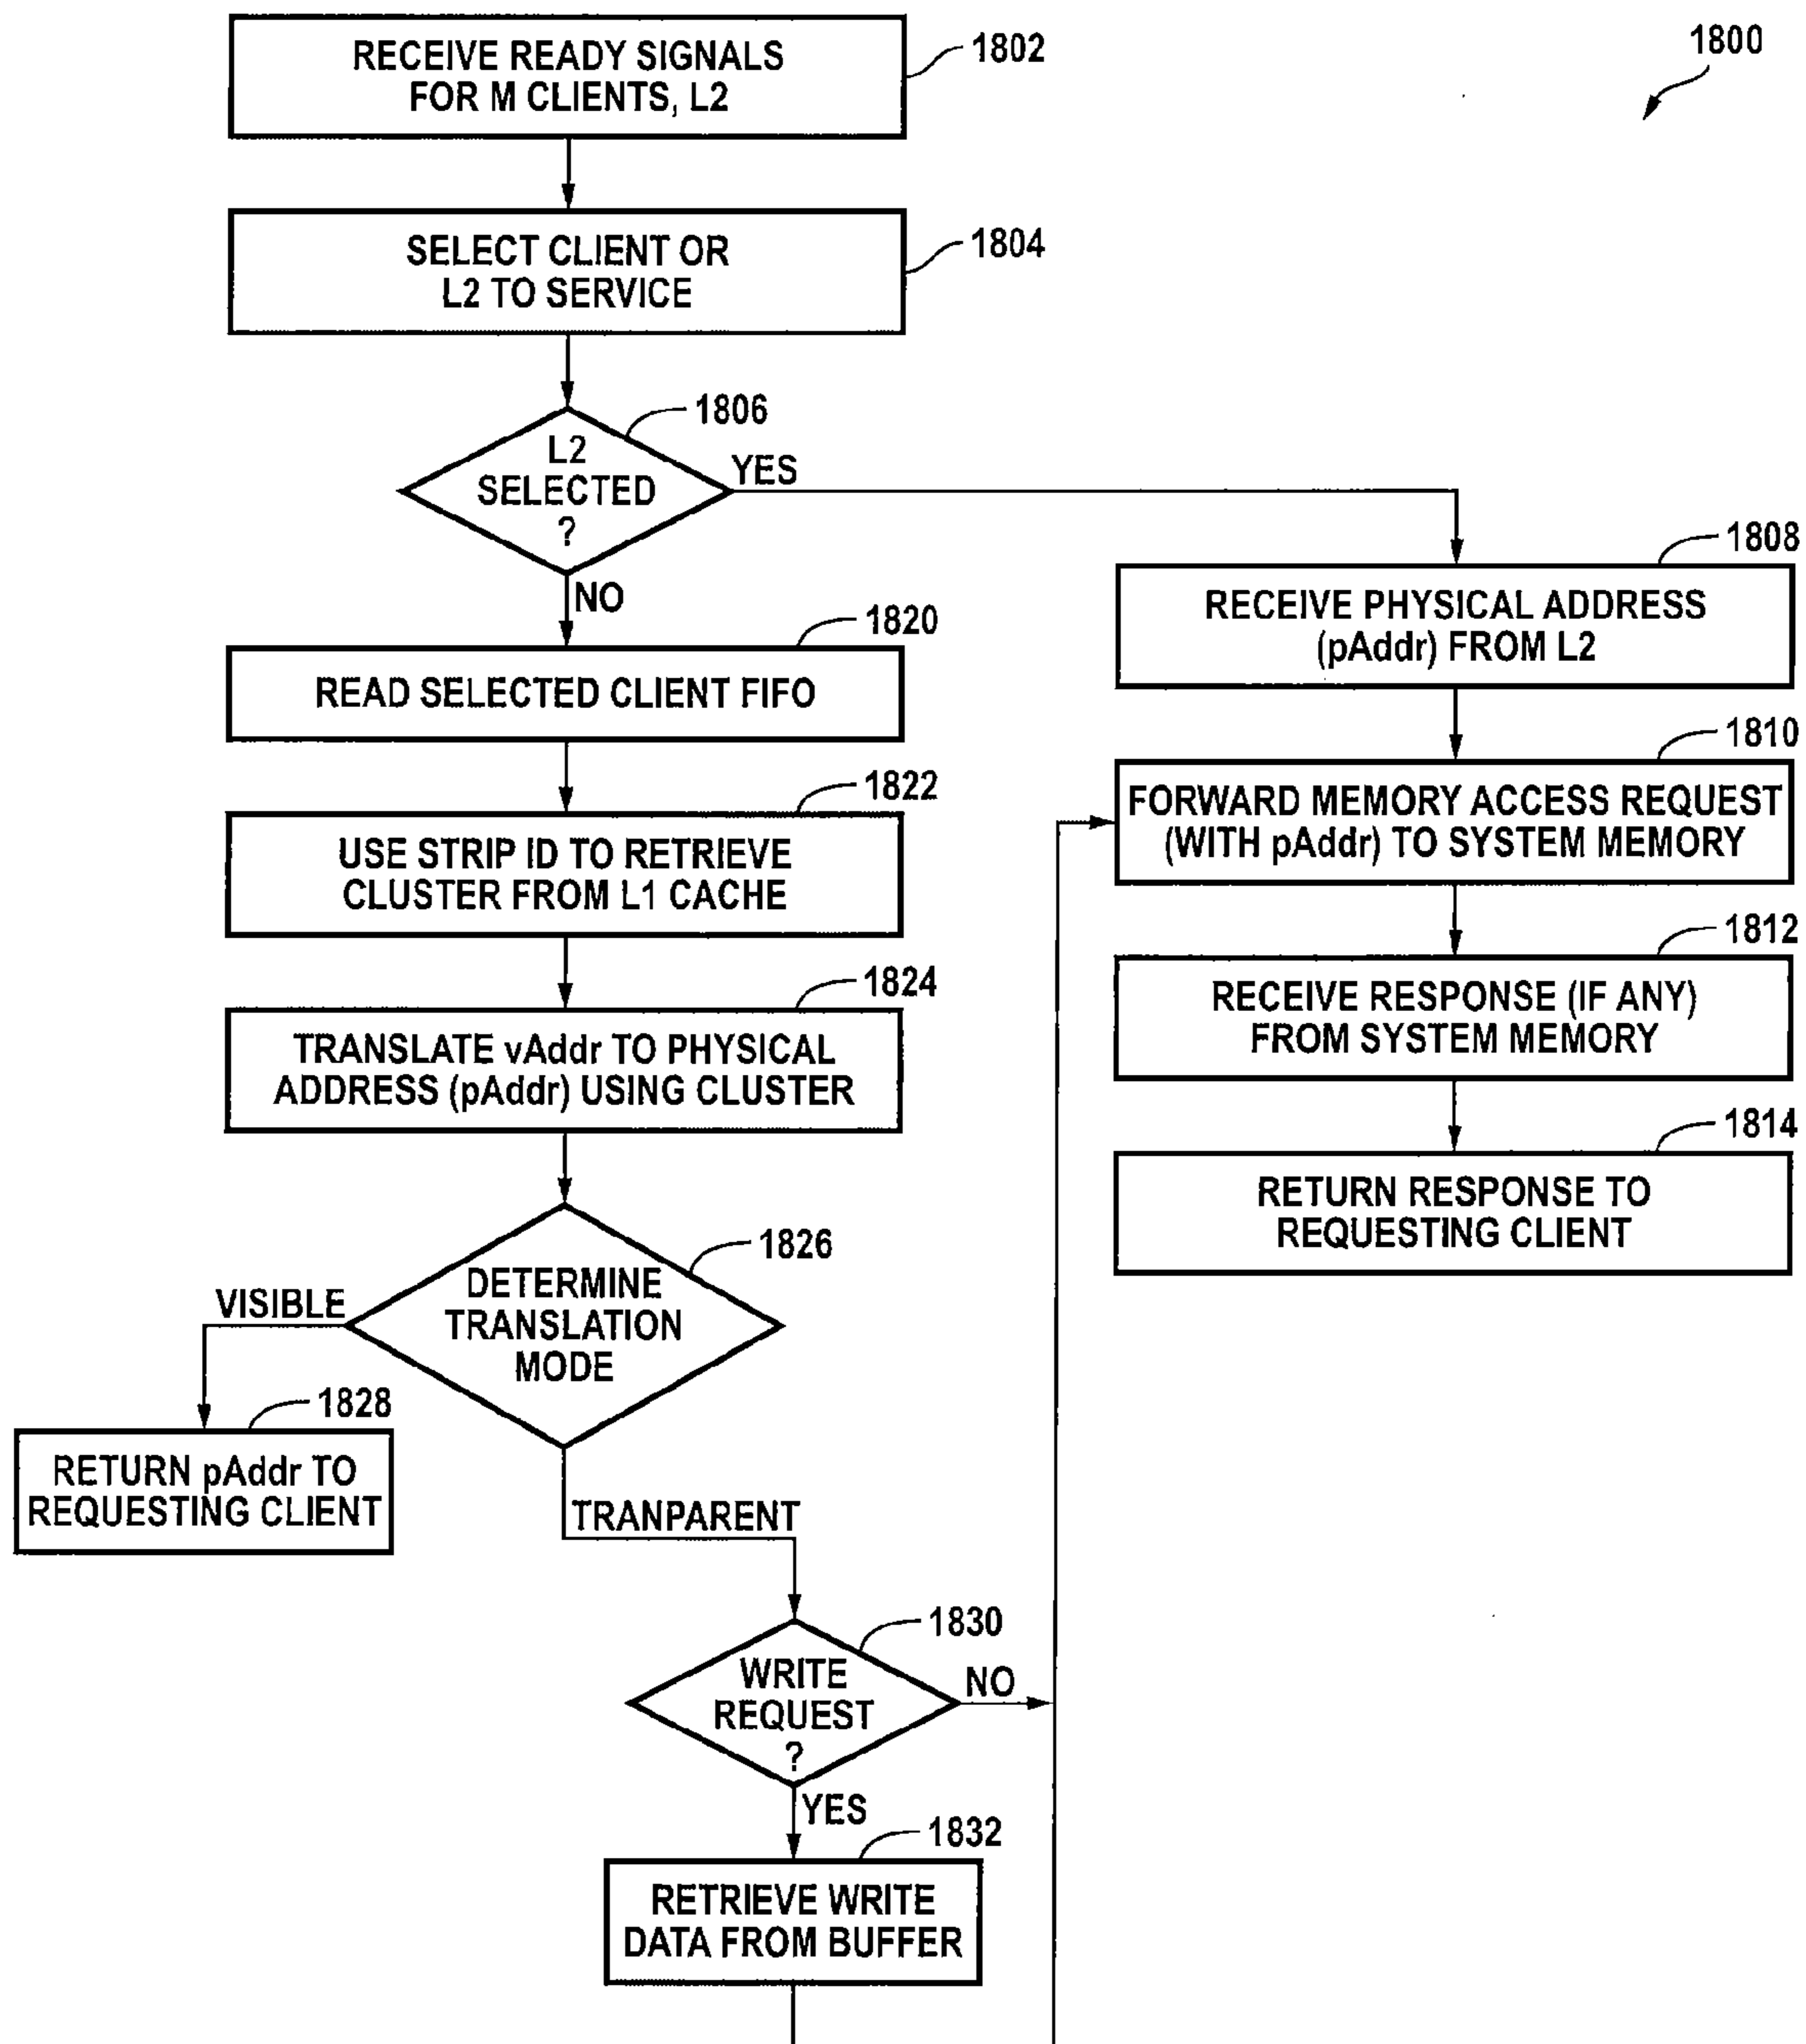 RECEIVE READY SIGNALS
FOR M CLIENTS, L2
1802
1800
SELECT CLIENT OR
L2 TO SERVICE
1804
1806
L2
SELECTED
?
YES
NO
1808
RECEIVE PHYSICAL ADDRESS
(pAddr) FROM L2
1820
READ SELECTED CLIENT FIFO
1810
FORWARD MEMORY ACCESS REQUEST
(WITH pAddr) TO SYSTEM MEMORY
1822
USE STRIP ID TO RETRIEVE
CLUSTER FROM L1 CACHE
1812
RECEIVE RESPONSE (IF ANY)
FROM SYSTEM MEMORY
1824
TRANSLATE vAddr TO PHYSICAL
ADDRESS (pAddr) USING CLUSTER
1814
RETURN RESPONSE TO
REQUESTING CLIENT
1826
DETERMINE
TRANSLATION
MODE
VISIBLE
1828
RETURN pAddr TO
REQUESTING CLIENT
TRANPARENT
1830
WRITE
REQUEST
?
NO
YES
1832
RETRIEVE WRITE
DATA FROM BUFFER